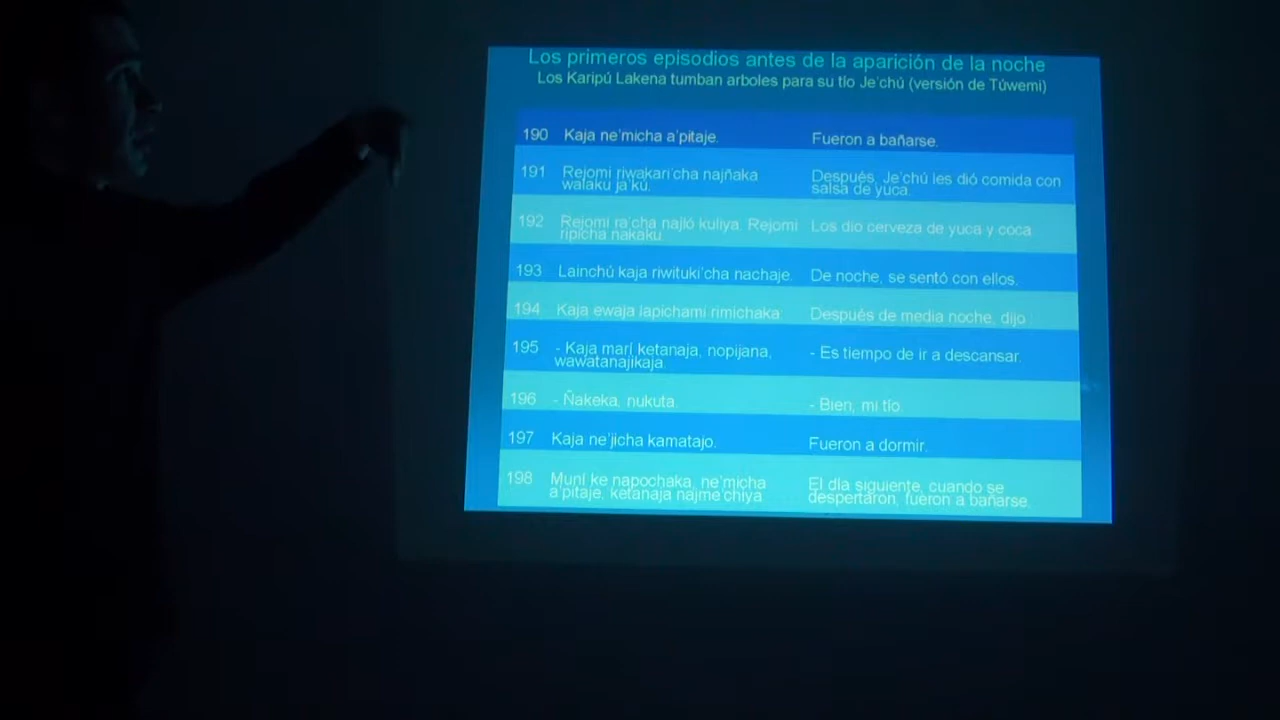 Los primeros episodios antes de la aparición de la noche
Los Karipú Lakena tumban arboles para su tío Je'chú (versión de Túwemi)
190 Kaja ne'micha a'pitaje. Fueron a bañarse.
191 Rejomi riwakari'cha najñaka walaku ja'kú. Después, Je'chú les dió comida con salsa de yuca.
192 Rejomi ra'cha najló kuliya. Rejomi ripicha nakaku. Los dio cerveza de yuca y coca.
193 Lainchú kaja riwituki'cha nachaje. De noche, se sentó con ellos.
194 Kaja ewaja lapichami rimichaka: Después de media noche, dijo:
195 - Kaja marí ketanaja, nopijana, wawatanajikaja. - Es tiempo de ir a descansar.
196 - Ñakeka, nukuta. - Bien, mi tío.
197 Kaja ne'jicha kamatajo. Fueron a dormir.
198 Muní ke napochaka, ne'micha a'pitaje, ketanaja najme'chiya El día siguiente, cuando se despertaron, fueron a bañarse.